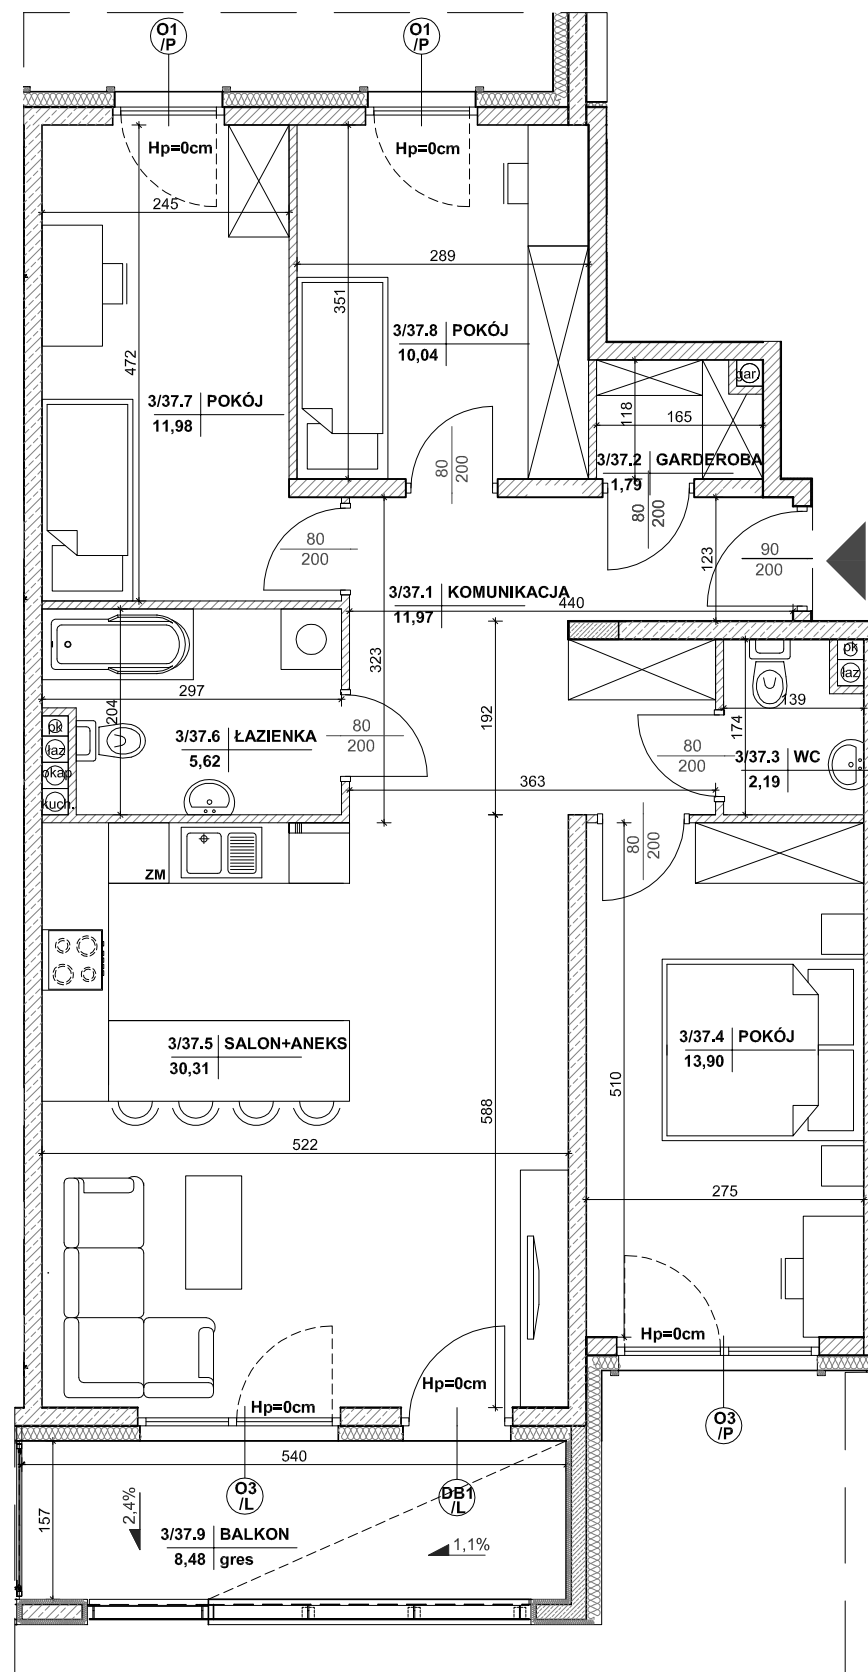 O1
/P
O1
/P
Hp=0cm
Hp=0cm
245
289
351
472
3/37.8 POKÓJ
10,04
3/37.7 POKÓJ
11,98
gar
118
165
3/37.2 GARDEROBA
1,79
80
200
80
200
80
200
90
200
123
3/37.1 KOMUNIKACJA
11,97
440
323
297
204
192
pk
łaz
139
174
pk
łaz
okap
kuch.
3/37.6 ŁAZIENKA
5,62
80
200
80
200
3/37.3 WC
2,19
363
80
200
ZM
3/37.5 SALON+ANEKS
30,31
3/37.4 POKÓJ
13,90
510
588
522
275
Hp=0cm
Hp=0cm
Hp=0cm
O3
/P
540
O3
/L
DB1
/L
157
2,4%
3/37.9 BALKON
8,48 gres
1,1%